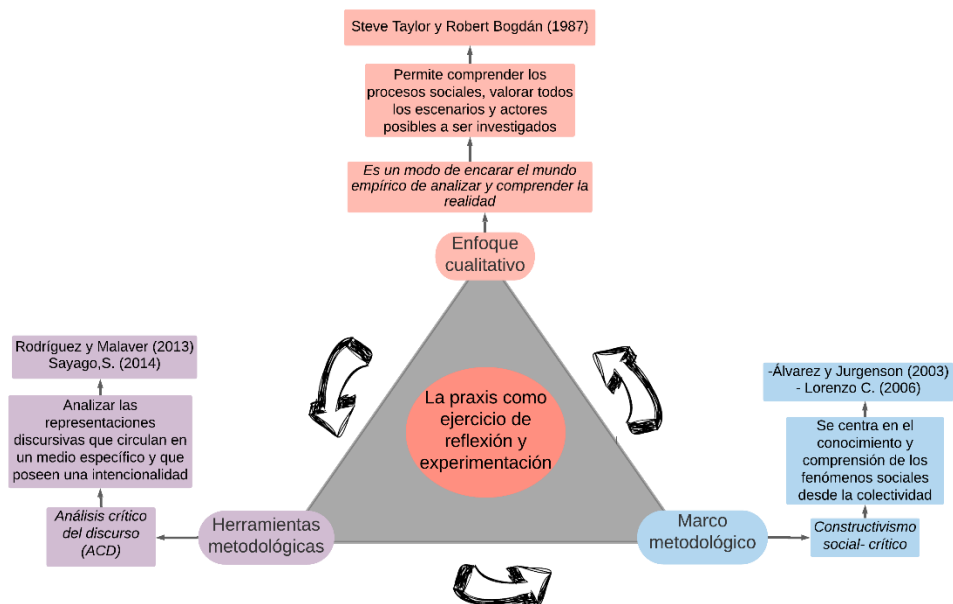 Steve Taylor y Robert Bogdán (1987)
Permite comprender los
procesos sociales, valorar todos
los escenarios y actores
posibles a ser investigados
Es un modo de encarar el mundo
empírico de analizar y comprender la
realidad
Enfoque
cualitativo
La praxis como
ejercicio de
reflexión y
experimentación
Rodríguez y Malaver (2013)
Sayago,S. (2014)
Analizar las
representaciones
discursivas que circulan en
un medio específico y que
poseen una intencionalidad
Análisis crítico
del discurso
(ACD)
Herramientas
metodológicas
-Álvarez y Jurgenson (2003)
- Lorenzo C. (2006)
Se centra en el
conocimiento y
comprensión de los
fenómenos sociales
desde la colectividad
Constructivismo
social- crítico
Marco
metodológico